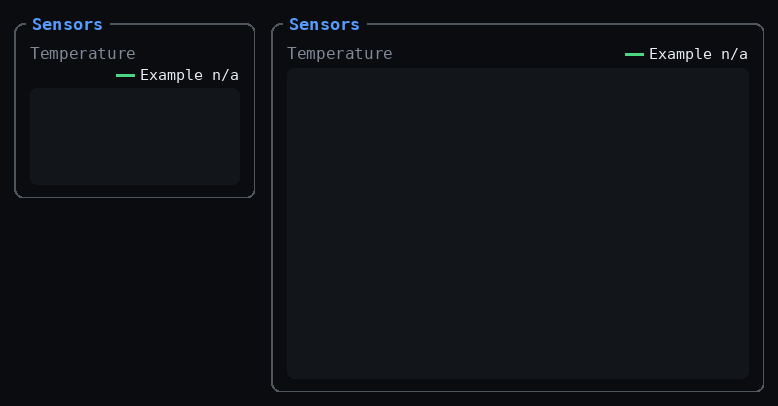 Sensors
Temperature
Example n/a
Sensors
Temperature
Example n/a